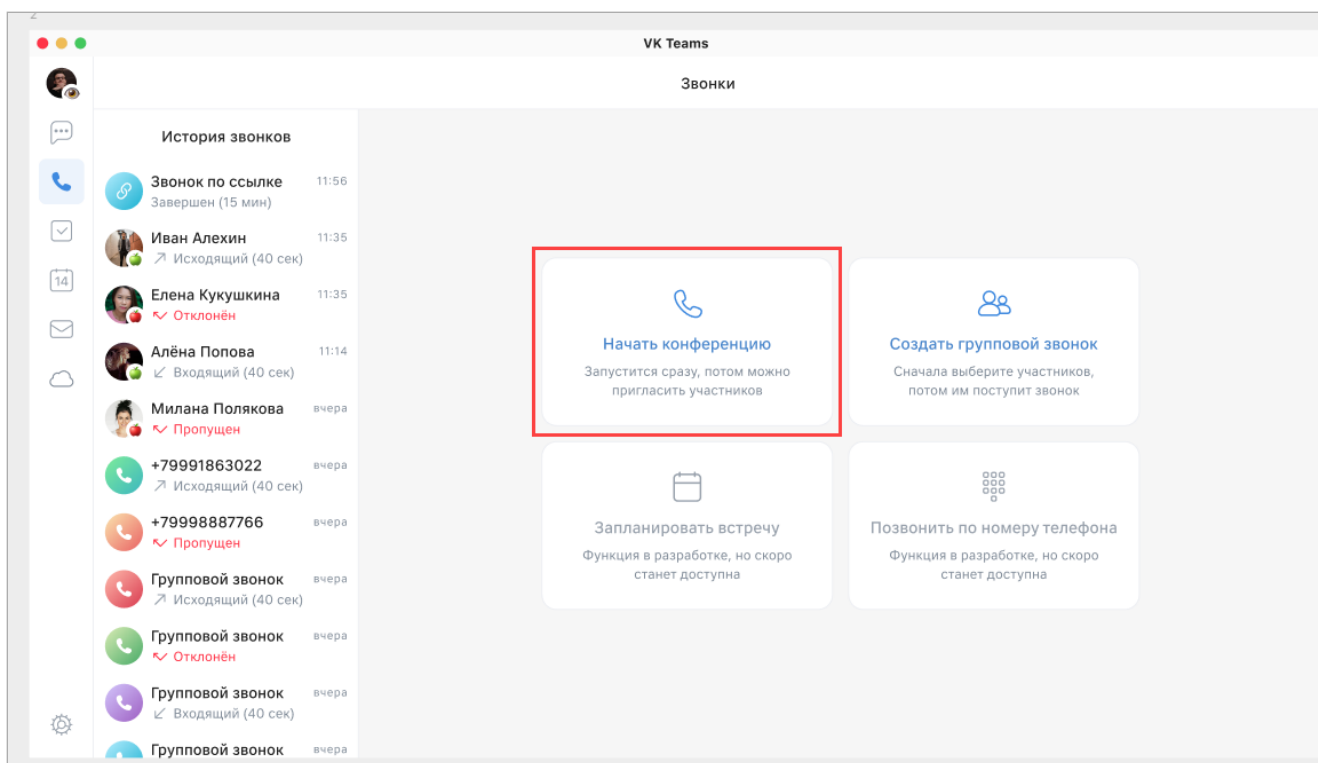 2
VK Teams
Звонки
История звонков
Звонок по ссылке 11:56
Завершен (15 мин)
Иван Алехин 11:35
Исходящий (40 сек)
Елена Кукушкина 11:35
Отклонён
Алёна Попова 11:14
Входящий (40 сек)
Милана Полякова вчера
Пропущен
+79991863022 вчера
Исходящий (40 сек)
+79998887766 вчера
Пропущен
Групповой звонок вчера
Исходящий (40 сек)
Групповой звонок вчера
Отклонён
Групповой звонок вчера
Входящий (40 сек)
Групповой звонок вчера
14
Начать конференцию
Запустится сразу, потом можно
пригласить участников
Создать групповой звонок
Сначала выберите участников,
потом им поступит звонок
Запланировать встречу
Функция в разработке, но скоро
станет доступна
Позвонить по номеру телефона
Функция в разработке, но скоро
станет доступна